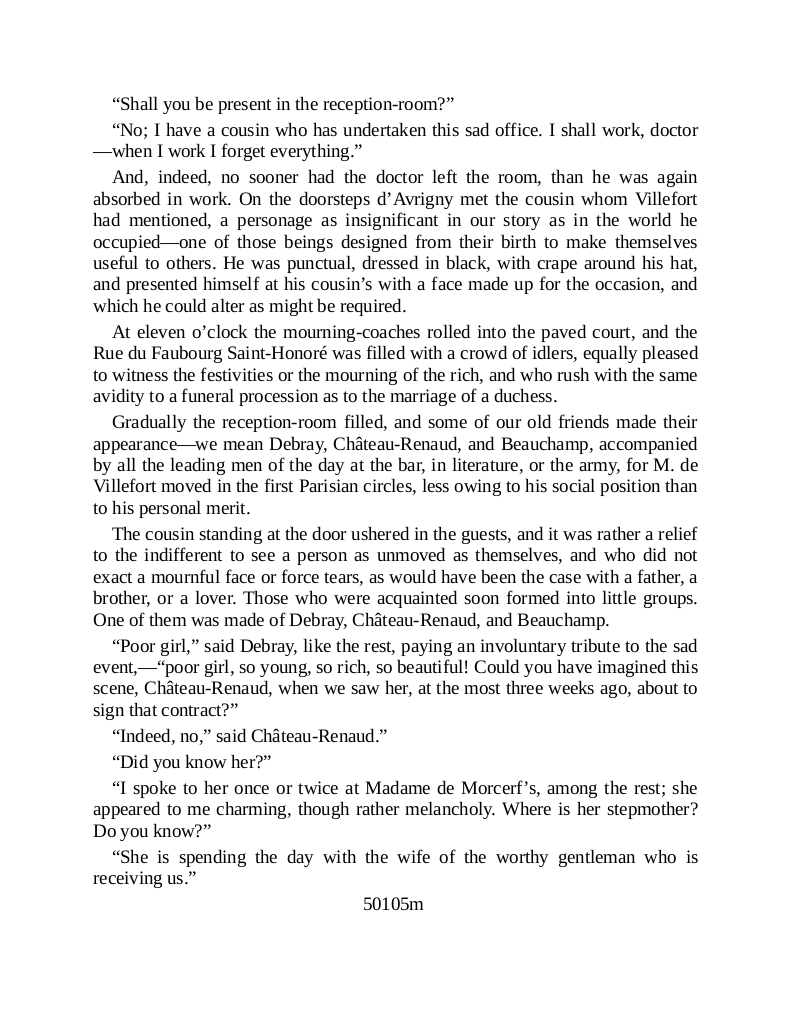 “Shall you be present in the reception-room?”
“No; I have a cousin who has undertaken this sad office. I shall work, doctor
—when I work I forget everything.”
And, indeed, no sooner had the doctor left the room, than he was again
absorbed in work. On the doorsteps d’Avrigny met the cousin whom Villefort
had mentioned, a personage as insignificant in our story as in the world he
occupied—one of those beings designed from their birth to make themselves
useful to others. He was punctual, dressed in black, with crape around his hat,
and presented himself at his cousin’s with a face made up for the occasion, and
which he could alter as might be required.
At eleven o’clock the mourning-coaches rolled into the paved court, and the
Rue du Faubourg Saint-Honoré was filled with a crowd of idlers, equally pleased
to witness the festivities or the mourning of the rich, and who rush with the same
avidity to a funeral procession as to the marriage of a duchess.
Gradually the reception-room filled, and some of our old friends made their
appearance—we mean Debray, Château-Renaud, and Beauchamp, accompanied
by all the leading men of the day at the bar, in literature, or the army, for M. de
Villefort moved in the first Parisian circles, less owing to his social position than
to his personal merit.
The cousin standing at the door ushered in the guests, and it was rather a relief
to the indifferent to see a person as unmoved as themselves, and who did not
exact a mournful face or force tears, as would have been the case with a father, a
brother, or a lover. Those who were acquainted soon formed into little groups.
One of them was made of Debray, Château-Renaud, and Beauchamp.
“Poor girl,” said Debray, like the rest, paying an involuntary tribute to the sad
event,—“poor girl, so young, so rich, so beautiful! Could you have imagined this
scene, Château-Renaud, when we saw her, at the most three weeks ago, about to
sign that contract?”
“Indeed, no,” said Château-Renaud.”
“Did you know her?”
“I spoke to her once or twice at Madame de Morcerf’s, among the rest; she
appeared to me charming, though rather melancholy. Where is her stepmother?
Do you know?”
“She is spending the day with the wife of the worthy gentleman who is
receiving us.”
50105m